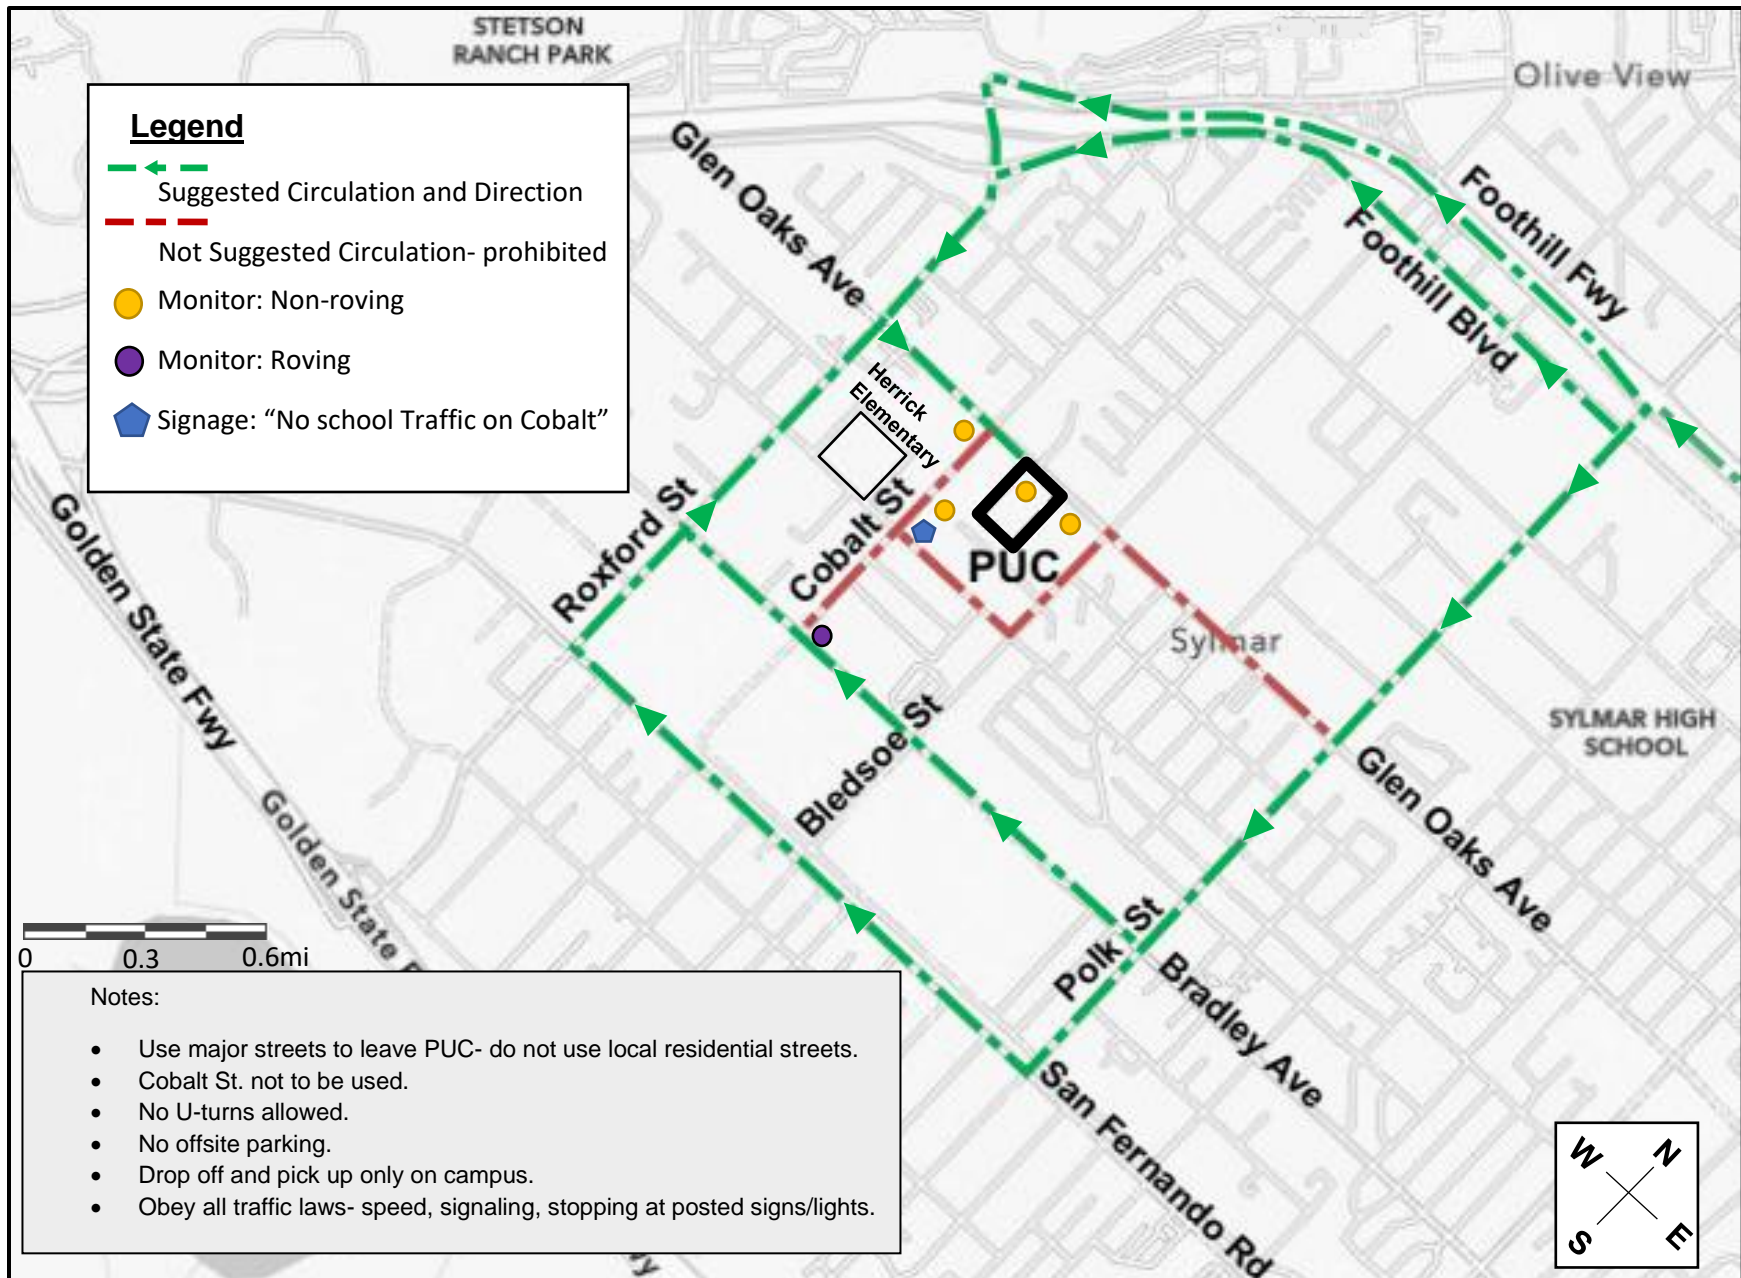 STETSON
RANCH PARK
Olive View
Legend
Suggested Circulation and Direction
Not Suggested Circulation- prohibited
Monitor: Non-roving
Monitor: Roving
Signage: “No school Traffic on Cobalt”
Glen Oaks Ave
Foothill Fwy
Foothill Blvd
Herrick
Elementary
Roxford St
Cobalt St
PUC
Sylmar
Golden State Fwy
Golden State
Bledsoe St
SYLMAR HIGH
SCHOOL
Glen Oaks Ave
Polk St
Bradley Ave
San Fernando Rd
0 0.3 0.6mi
Notes:
• Use major streets to leave PUC- do not use local residential streets.
• Cobalt St. not to be used.
• No U-turns allowed.
• No offsite parking.
• Drop off and pick up only on campus.
• Obey all traffic laws- speed, signaling, stopping at posted signs/lights.
W N
S E